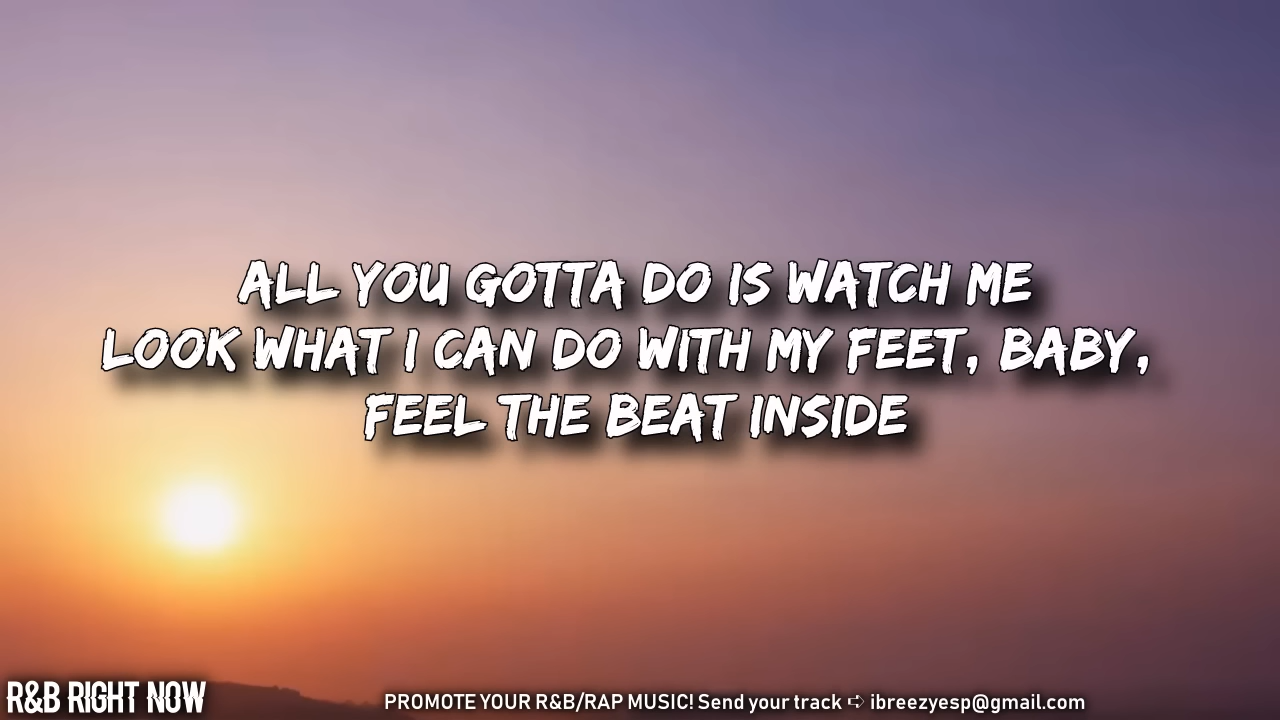 ALL YOU GOTTA DO IS WATCH ME
LOOK WHAT I CAN DO WITH MY FEET, BABY,
FEEL THE BEAT INSIDE
R&B RIGHT NOW
PROMOTE YOUR R&B/RAP MUSIC! Send your track ➪ ibreezyesp@gmail.com